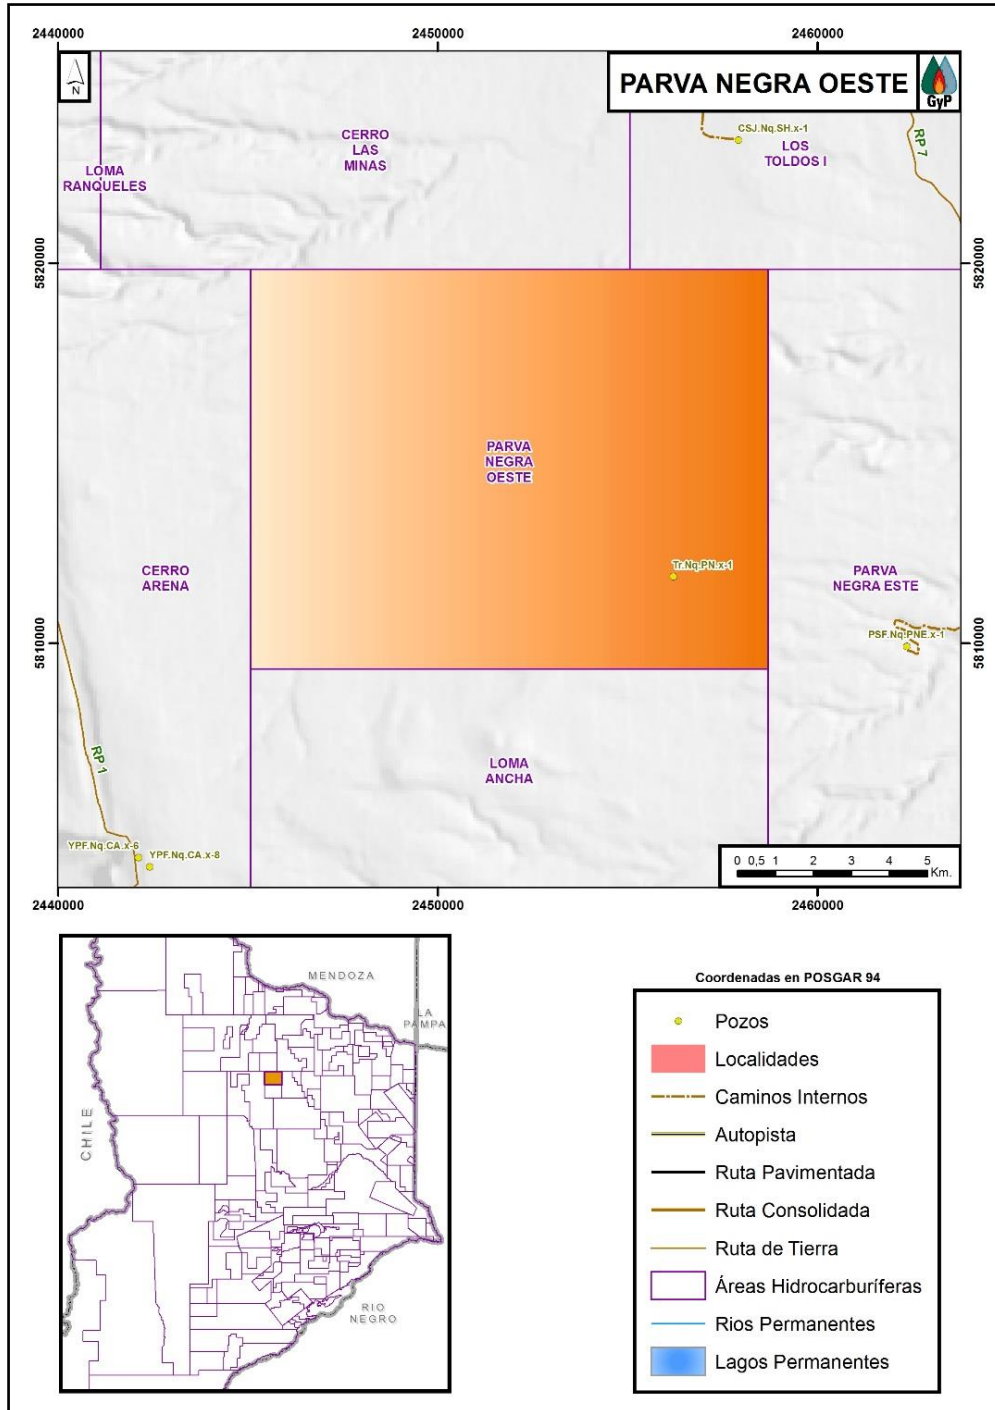 2440000
2450000
2460000
N
PARVA NEGRA OESTE
GyP
CSJ.Nq.SH.x-1
LOS
TOLDOS I
RP 7
CERRO
LAS
MINAS
LOMA
RANQUELES
5820000
5820000
PARVA
NEGRA
OESTE
Tr.Nq.PN.x-1
CERRO
ARENA
PARVA
NEGRA ESTE
PSF.Nq.PNE.x-1
5810000
5810000
RP 1
LOMA
ANCHA
YPF.Nq.CA.x-6
YPF.Nq.CA.x-8
0 0,5 1 2 3 4 5
Km.
2440000
2450000
2460000
MENDOZA
LA
PAMPA
CHILE
RIO
NEGRO
Coordenadas en POSGAR 94
Pozos
Localidades
Caminos Internos
Autopista
Ruta Pavimentada
Ruta Consolidada
Ruta de Tierra
Áreas Hidrocarburíferas
Rios Permanentes
Lagos Permanentes